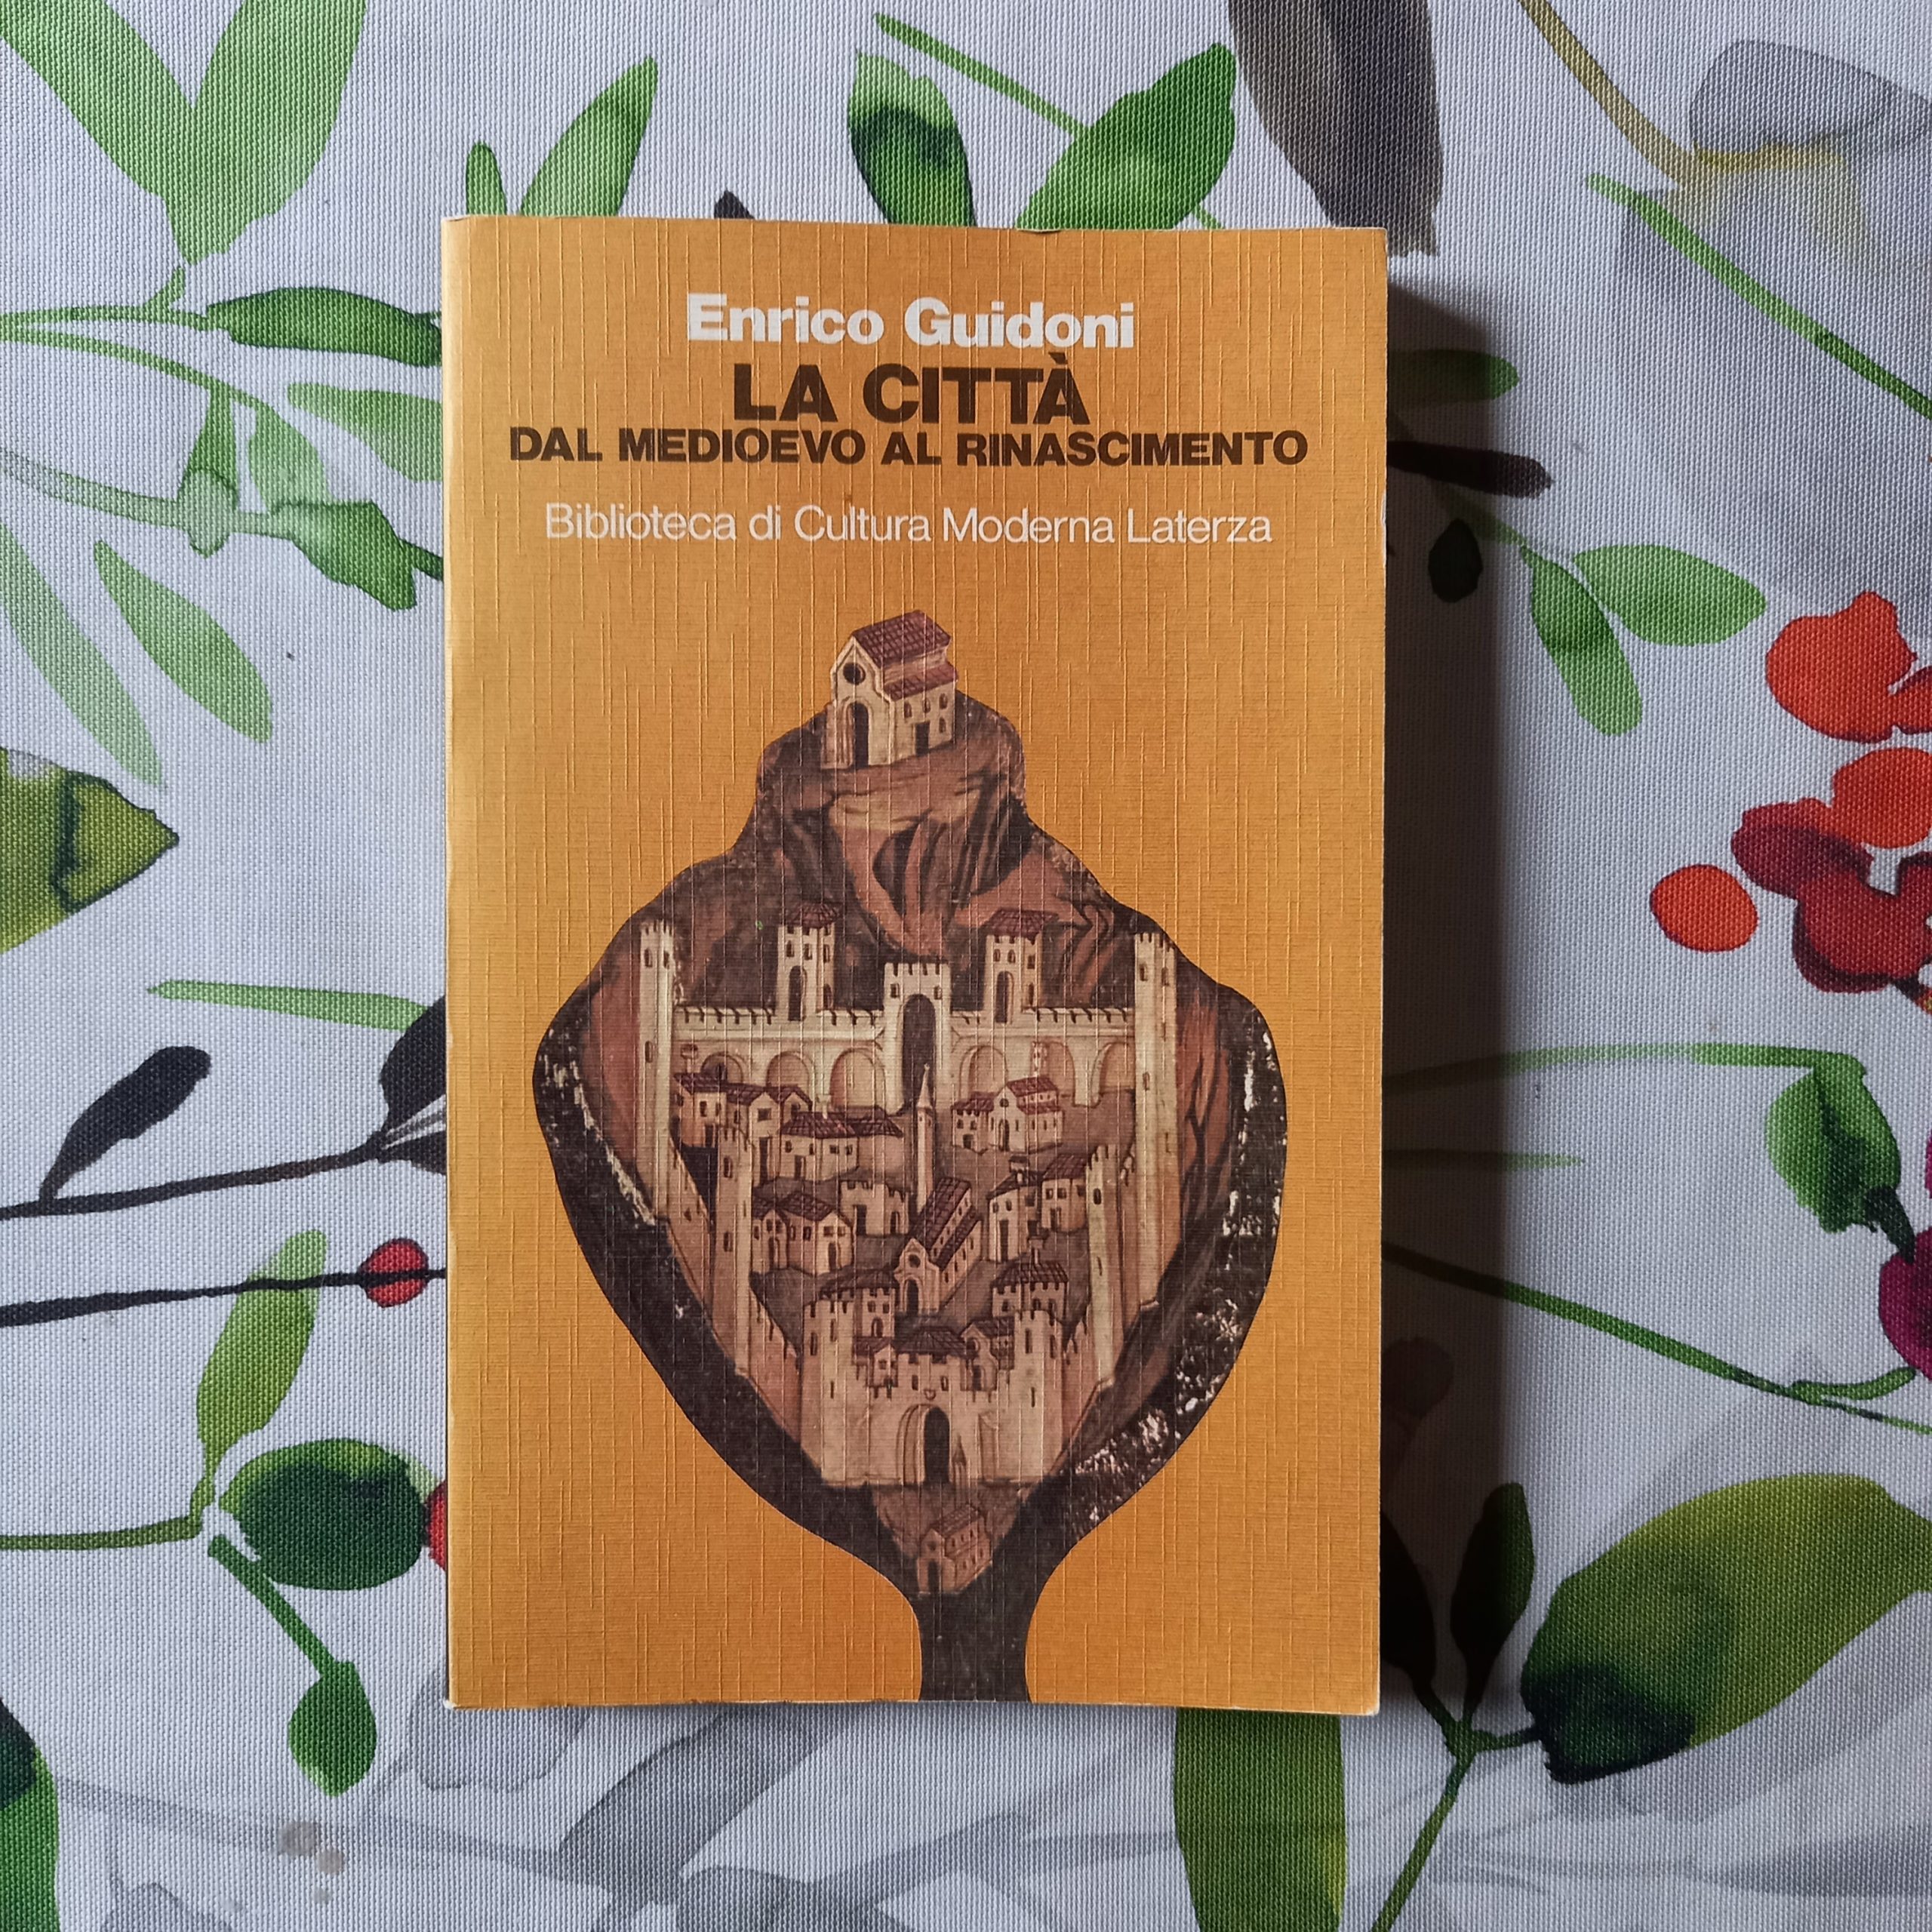 Enrico Guidoni
LA CITTÀ
DAL MEDIOEVO AL RINASCIMENTO
Biblioteca di Cultura Moderna Laterza